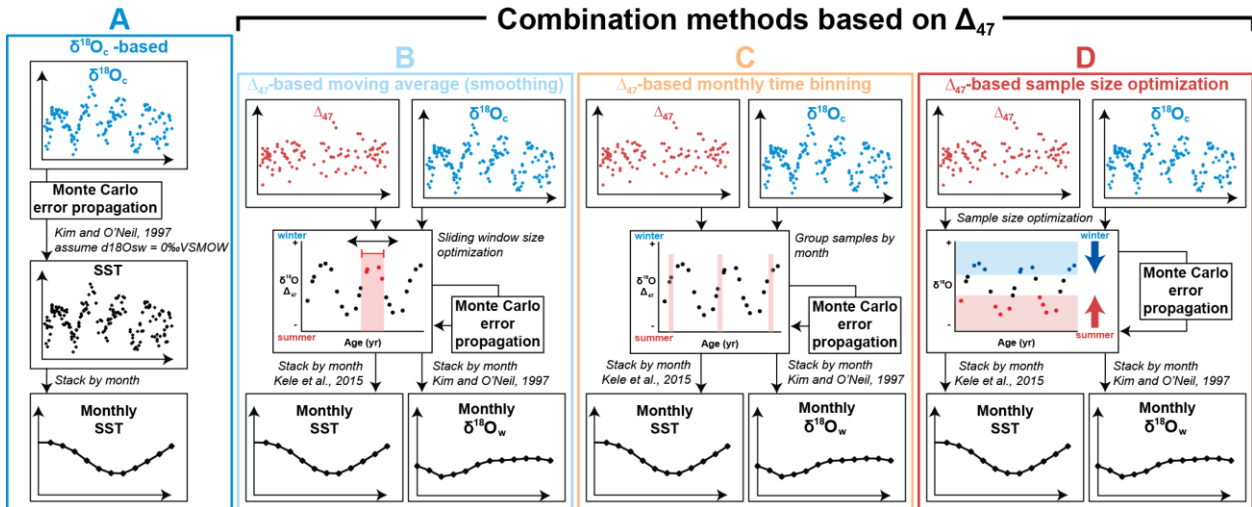 Combination methods based on Δ47
A
δ18Oc -based
δ18Oc
Monte Carlo
error propagation
Kim and O'Neil, 1997
assume d18Osw = 0‰VSMOW
SST
Stack by month
Monthly
SST
B
Δ47-based moving average (smoothing)
Δ47
δ18Oc
Sliding window size
optimization
winter
+
δ18O
Δ47
-
summer
Age (yr)
Monte Carlo
error
propagation
Stack by month
Kele et al., 2015
Stack by month
Kim and O'Neil, 1997
Monthly
SST
Monthly
δ18Ow
C
Δ47-based monthly time binning
Δ47
δ18Oc
Group samples by
month
winter
+
δ18O
Δ47
-
summer
Age (yr)
Monte Carlo
error
propagation
Stack by month
Kele et al., 2015
Stack by month
Kim and O'Neil, 1997
Monthly
SST
Monthly
δ18Ow
D
Δ47-based sample size optimization
Δ47
δ18Oc
Sample size optimization
winter
+
δ18O
-
summer
Age (yr)
Monte Carlo
error
propagation
Stack by month
Kele et al., 2015
Stack by month
Kim and O'Neil, 1997
Monthly
SST
Monthly
δ18Ow